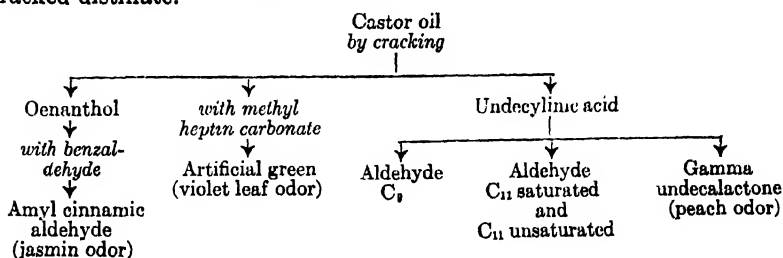 racked distillate.
Castor oil
by cracking
Oenanthol
with benzal-
dehyde
Amyl cinnamic
aldehyde
(jasmin odor)
with methyl
heptin carbonate
Artificial green
(violet leaf odor)
Undecylinic acid
Aldehyde
C₉
Aldehyde
C₁₁ saturated
and
C₁₁ unsaturated
Gamma
undecalactone
(peach odor)